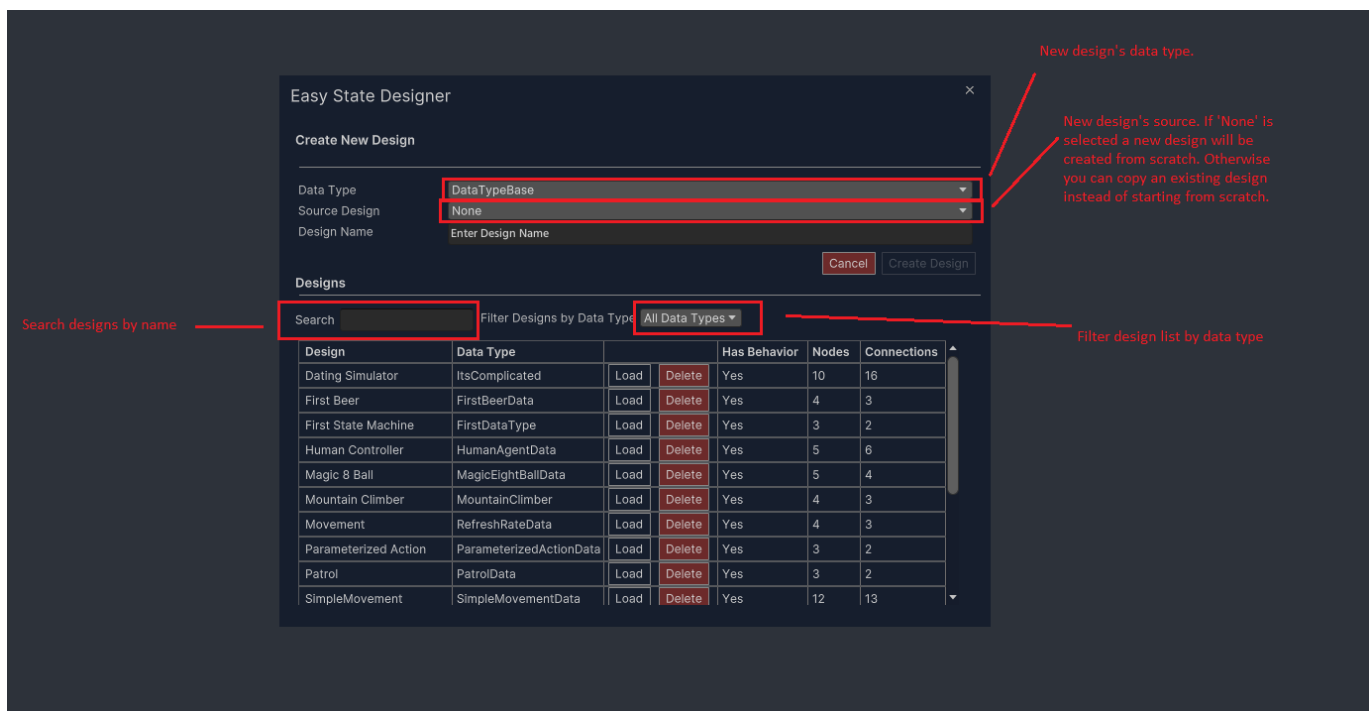 New design's data type.
Easy State Designer
×
New design's source. If 'None' is
selected a new design will be
created from scratch. Otherwise
you can copy an existing design
instead of starting from scratch.
Create New Design
Data Type DataTypeBase
Source Design None
Design Name Enter Design Name
Cancel Create Design
Designs
Search designs by name
Search Filter Designs by Data Type All Data Types
Filter design list by data type
Design Data Type Has Behavior Nodes Connections
Dating Simulator ItsComplicated Load Delete Yes 10 16
First Beer FirstBeerData Load Delete Yes 4 3
First State Machine FirstDataType Load Delete Yes 3 2
Human Controller HumanAgentData Load Delete Yes 5 6
Magic 8 Ball MagicEightBallData Load Delete Yes 5 4
Mountain Climber MountainClimber Load Delete Yes 4 3
Movement RefreshRateData Load Delete Yes 4 3
Parameterized Action ParameterizedActionData Load Delete Yes 3 2
Patrol PatrolData Load Delete Yes 3 2
SimpleMovement SimpleMovementData Load Delete Yes 12 13